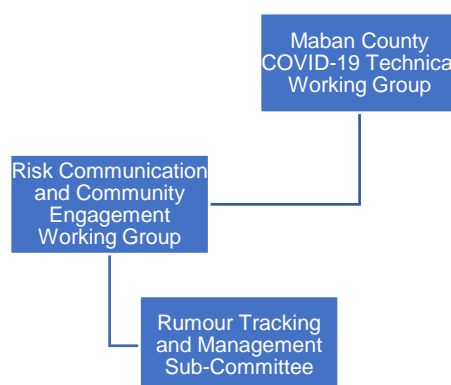 Maban County
COVID-19 Technical
Working Group
Risk Communication
and Community
Engagement
Working Group
Rumour Tracking
and Management
Sub-Committee